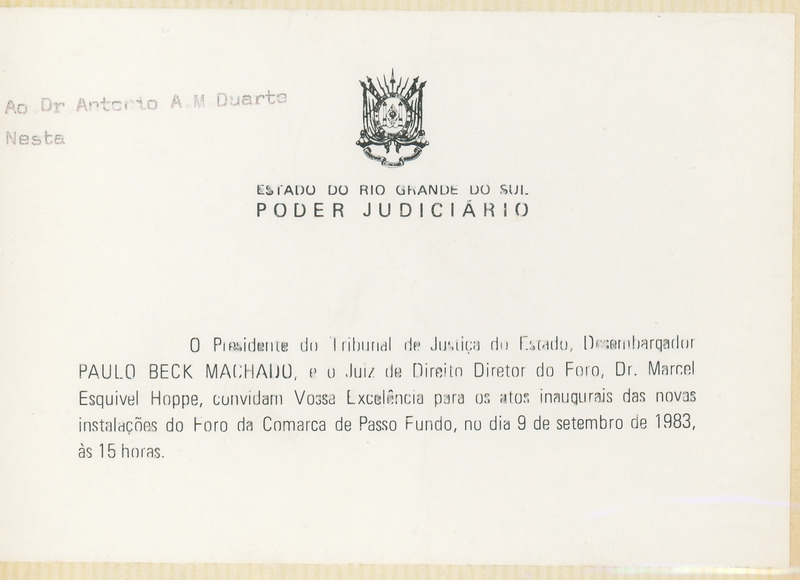 Ao Dr Antonio A.M Duarte
Nesta
ESTADO DO RIO GRANDE DO SUL
PODER JUDICIÁRIO
O Presidente do Tribunal de Justiça do Estado, Desembargador
PAULO BECK MACHADO, e o Juiz de Direito Diretor do Foro, Dr. Marcel
Esquivel Hoppe, convidam Vossa Excelência para os atos inaugurais das novas
instalações do Foro da Comarca de Passo Fundo, no dia 9 de setembro de 1983,
às 15 horas.